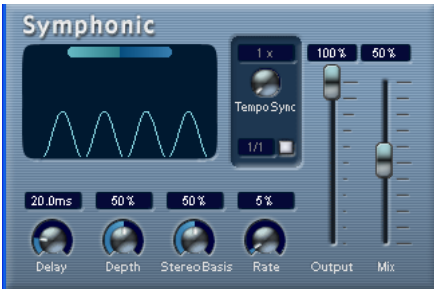 Symphonic
1 x
100 %
50 %
Tempo Sync
1/1
20.0ms
50 %
50 %
5 %
Delay
Depth
Stereo Basis
Rate
Output
Mix